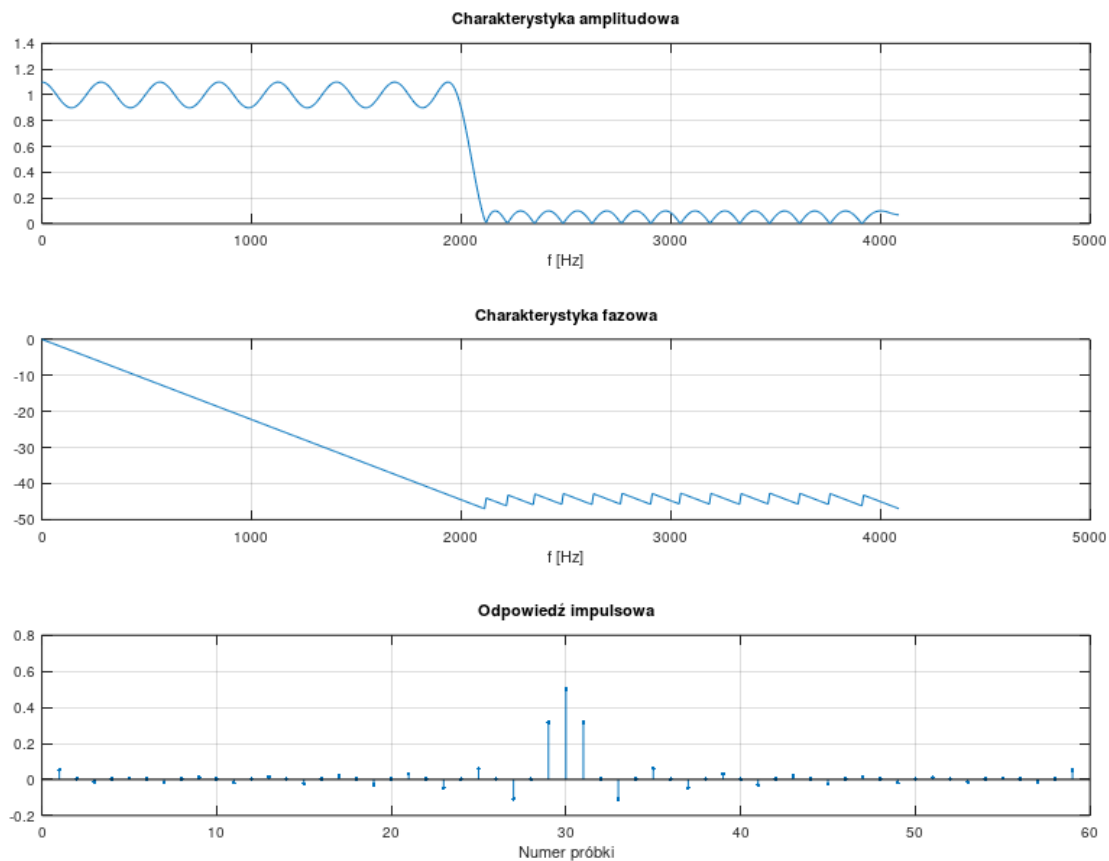 Charakterystyka amplitudowa
1.4
1.2
1
0.8
0.6
0.4
0.2
0
0 1000 2000 3000 4000 5000
f [Hz]
Charakterystyka fazowa
0
-10
-20
-30
-40
-50
0 1000 2000 3000 4000 5000
f [Hz]
Odpowiedź impulsowa
0.8
0.6
0.4
0.2
0
-0.2
0 10 20 30 40 50 60
Numer próbki